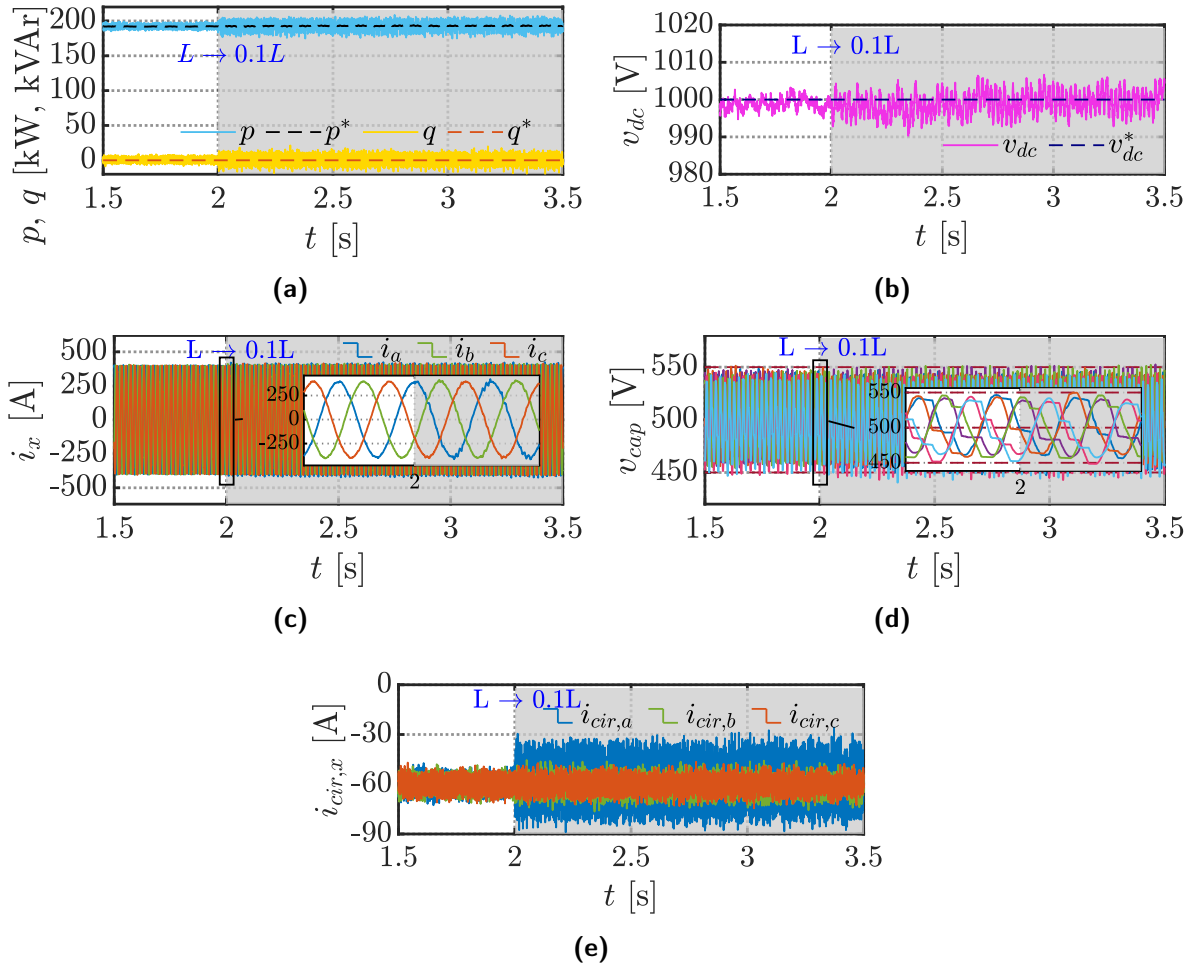 p, q [kW, kVAr]
200
150
100
50
0
L → 0.1L
p p* q q*
1.5 2 2.5 3 3.5
t [s]
(a)
v_dc [V]
1020
1010
1000
990
980
L → 0.1L
v_dc v*_dc
1.5 2 2.5 3 3.5
t [s]
(b)
i_x [A]
500
250
0
-250
-500
L → 0.1L
i_a i_b i_c
250
0
-250
2
1.5 2 2.5 3 3.5
t [s]
(c)
v_cap [V]
550
500
450
L → 0.1L
550
500
450
2
1.5 2 2.5 3 3.5
t [s]
(d)
i_cir,x [A]
0
-30
-60
-90
L → 0.1L
i_cir,a i_cir,b i_cir,c
1.5 2 2.5 3 3.5
t [s]
(e)